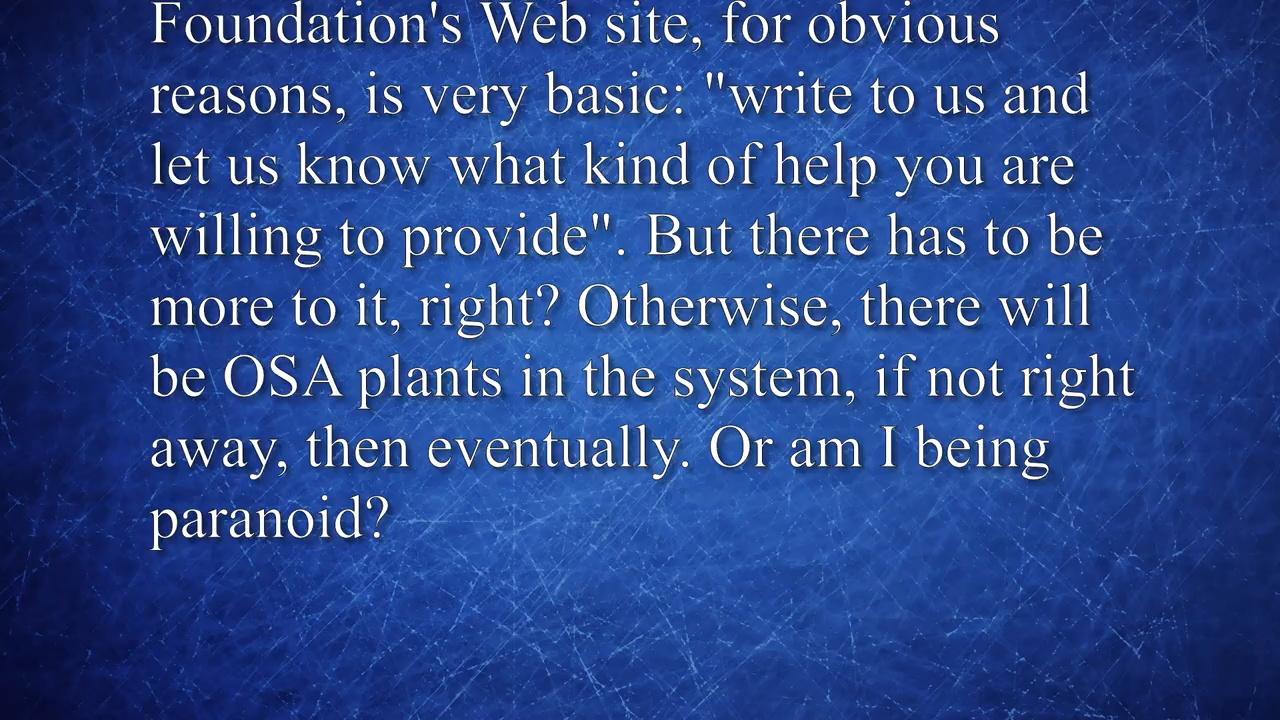 Foundation's Web site, for obvious
reasons, is very basic: "write to us and
let us know what kind of help you are
willing to provide". But there has to be
more to it, right? Otherwise, there will
be OSA plants in the system, if not right
away, then eventually. Or am I being
paranoid?